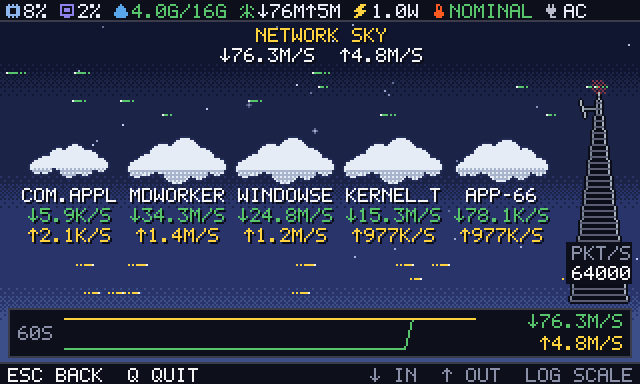 8% 2% 4.0G/16G ↓76M↑5M 1.0W NOMINAL AC
NETWORK SKY
↓76.3M/S ↑4.8M/S
COM.APPL MDWORKER WINDOWSE KERNEL_T APP-66
↓5.9K/S ↓34.3M/S ↓24.8M/S ↓15.3M/S ↓78.1K/S
↑2.1K/S ↑1.4M/S ↑1.2M/S ↑977K/S ↑977K/S
PKT/S
64000
60S
↓76.3M/S
↑4.8M/S
ESC BACK Q QUIT ↓ IN ↑ OUT LOG SCALE